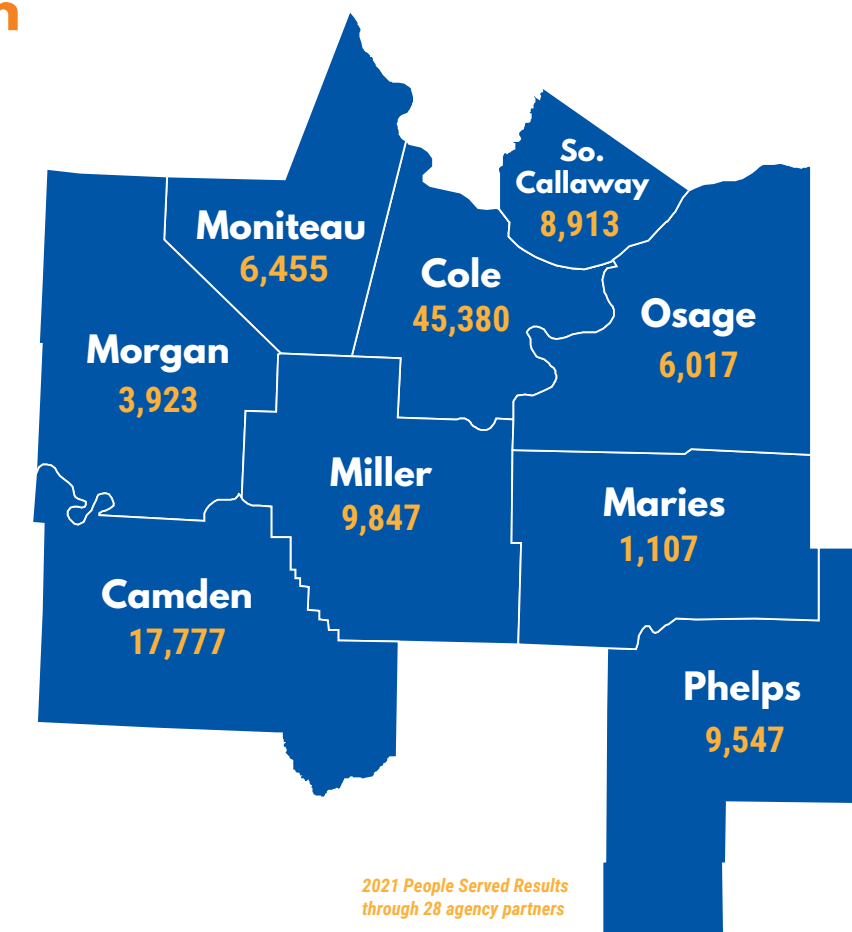 n
So.
Callaway
8,913
Moniteau
6,455
Cole
45,380
Osage
6,017
Morgan
3,923
Miller
9,847
Maries
1,107
Camden
17,777
Phelps
9,547
2021 People Served Results
through 28 agency partners